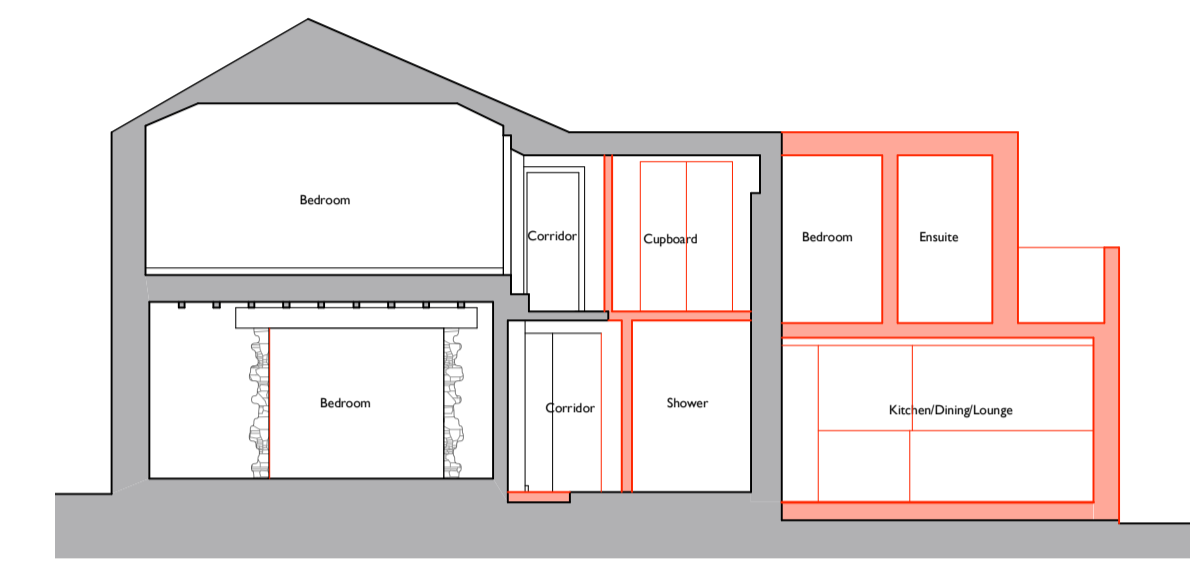 Bedroom
Corridor
Cupboard
Bedroom
Ensuite
Bedroom
Corridor
Shower
Kitchen/Dining/Lounge